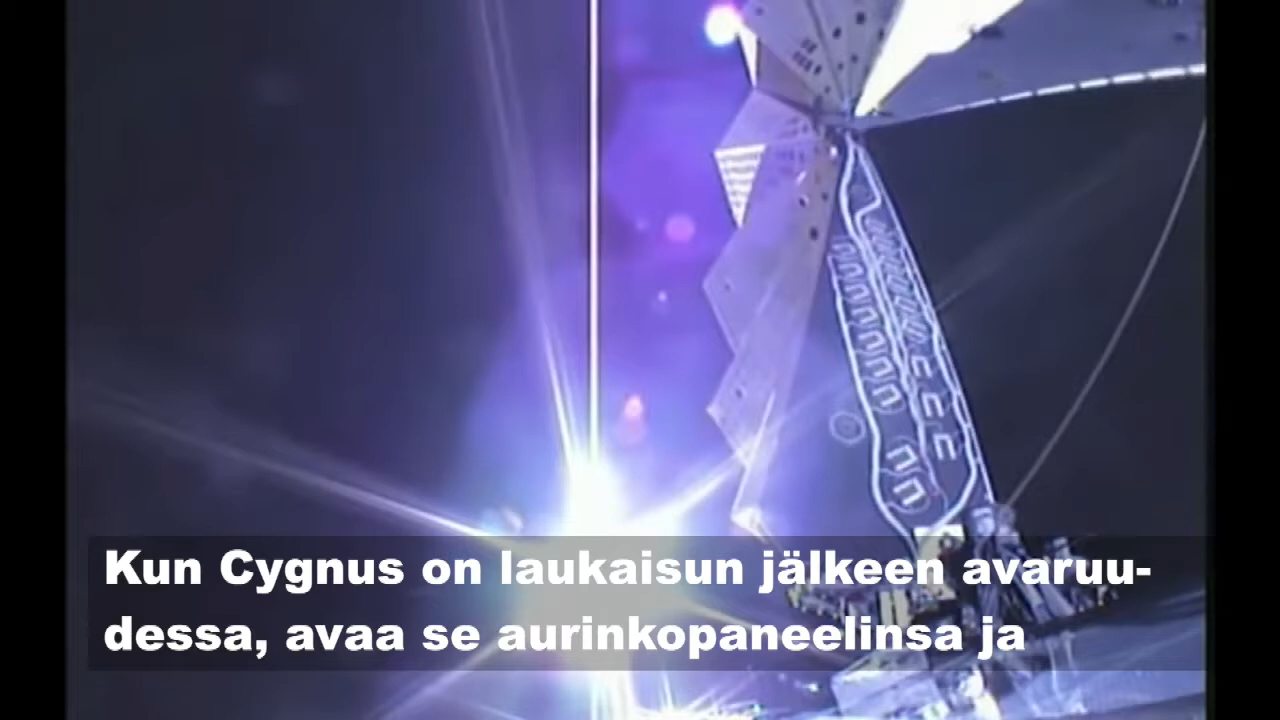 Kun Cygnus on laukaisun jälkeen avaruu-
dessa, avaa se aurinkopaneelinsa ja